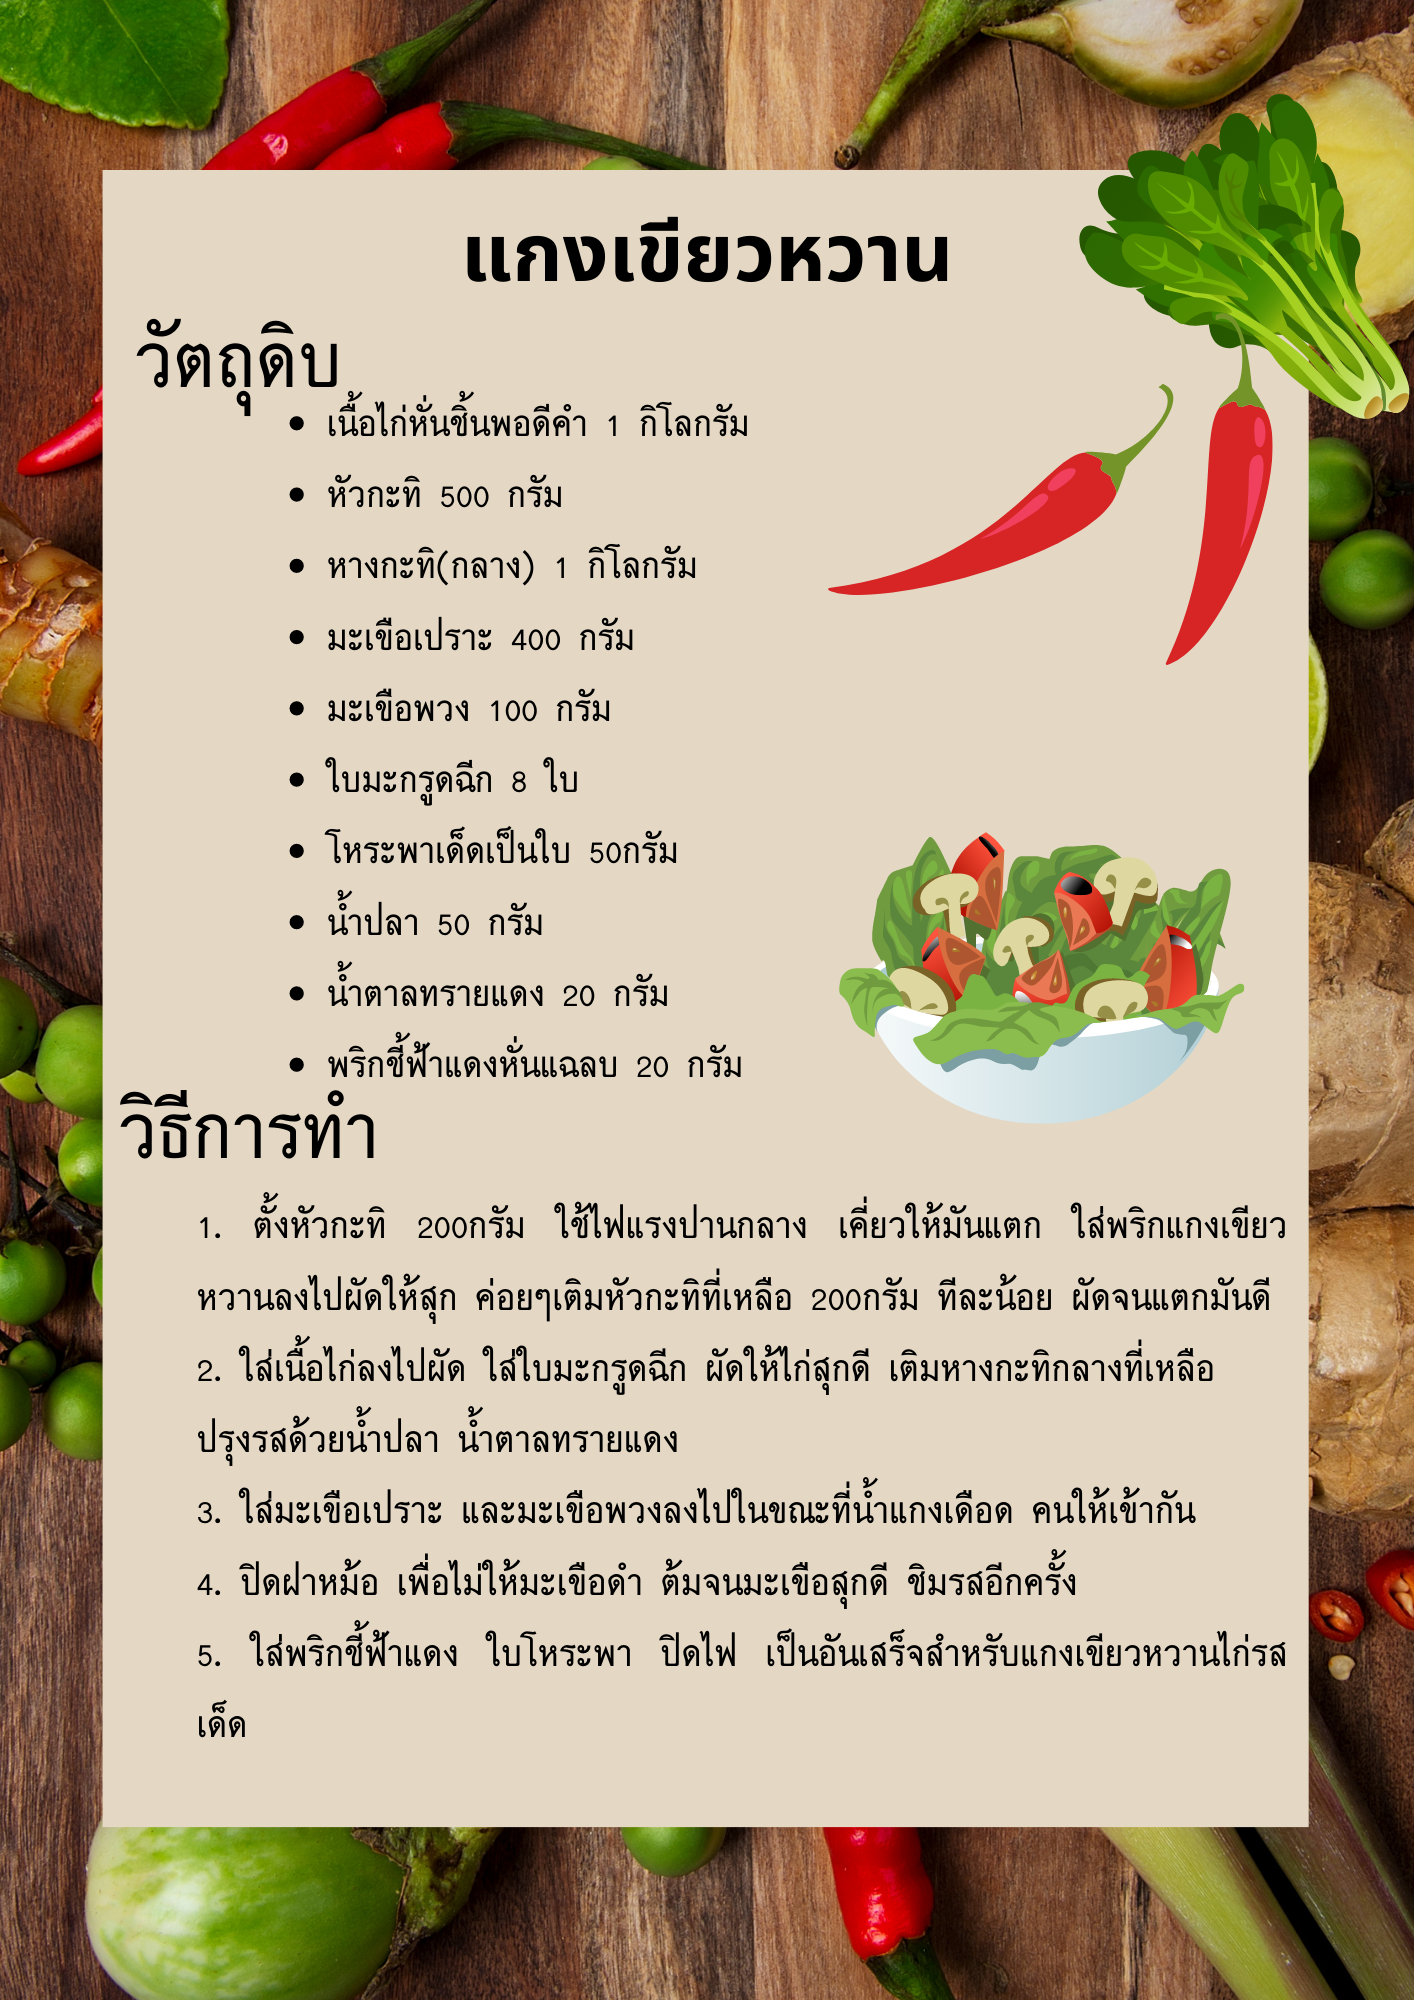 แกงเขียวหวาน
วัตถุดิบ
• เนื้อไก่หั่นชิ้นพอดีคำ 1 กิโลกรัม
• หัวกะทิ 500 กรัม
• หางกะทิ(กลาง) 1 กิโลกรัม
• มะเขือเปราะ 400 กรัม
• มะเขือพวง 100 กรัม
• ใบมะกรูดฉีก 8 ใบ
• โหระพาเด็ดเป็นใบ 50กรัม
• น้ำปลา 50 กรัม
• น้ำตาลทรายแดง 20 กรัม
• พริกชี้ฟ้าแดงหั่นแฉลบ 20 กรัม
วิธีการทำ
1. ตั้งหัวกะทิ 200กรัม ใช้ไฟแรงปานกลาง เคี่ยวให้มันแตก ใส่พริกแกงเขียว
หวานลงไปผัดให้สุก ค่อยๆเติมหัวกะทิที่เหลือ 200กรัม ทีละน้อย ผัดจนแตกมันดี
2. ใส่เนื้อไก่ลงไปผัด ใส่ใบมะกรูดฉีก ผัดให้ไก่สุกดี เติมหางกะทิกลางที่เหลือ
ปรุงรสด้วยน้ำปลา น้ำตาลทรายแดง
3. ใส่มะเขือเปราะ และมะเขือพวงลงไปในขณะที่น้ำแกงเดือด คนให้เข้ากัน
4. ปิดฝาหม้อ เพื่อไม่ให้มะเขือดำ ต้มจนมะเขือสุกดี ชิมรสอีกครั้ง
5. ใส่พริกชี้ฟ้าแดง ใบโหระพา ปิดไฟ เป็นอันเสร็จสำหรับแกงเขียวหวานไก่รส
เด็ด